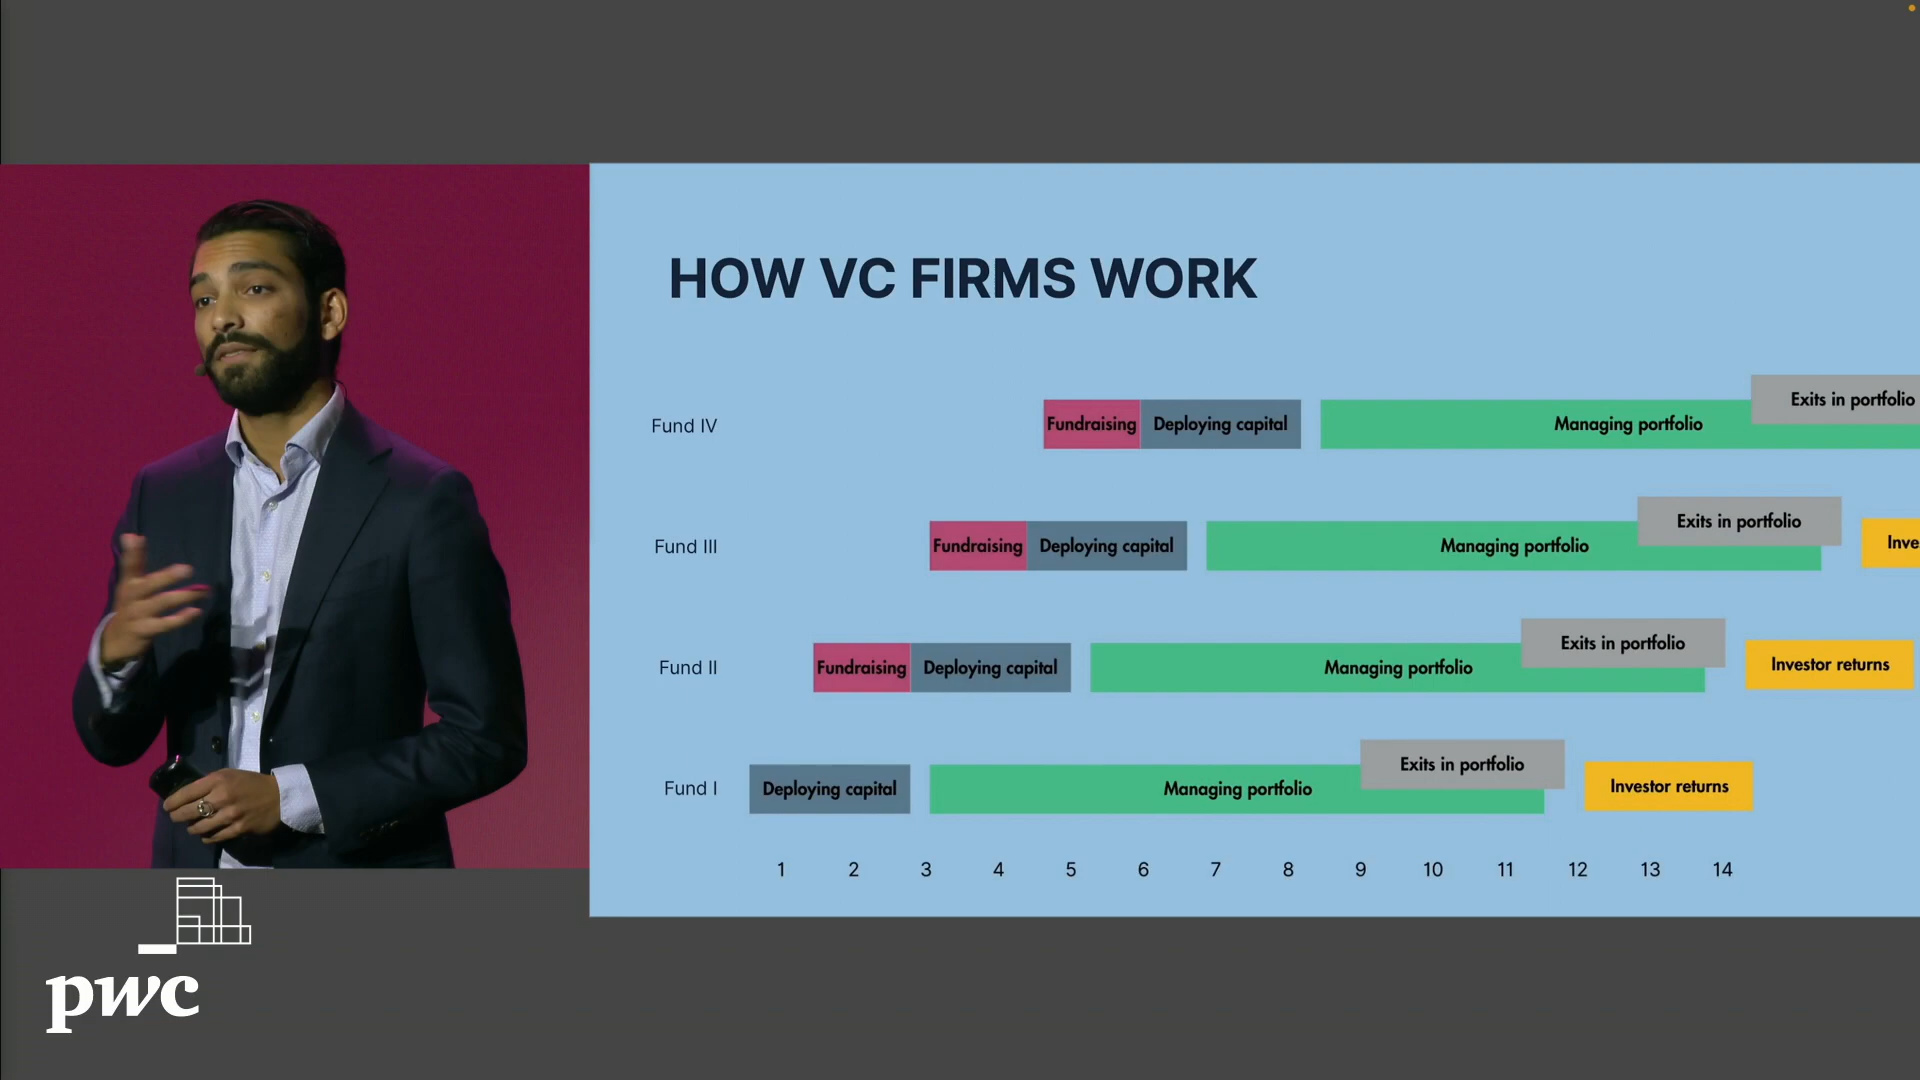 HOW VC FIRMS WORK
Exits in portfolio
Fund IV Fundraising Deploying capital Managing portfolio
Exits in portfolio
Fund III Fundraising Deploying capital Managing portfolio Inve
Exits in portfolio
Fund II Fundraising Deploying capital Managing portfolio Investor returns
Exits in portfolio
Fund I Deploying capital Managing portfolio Investor returns
1 2 3 4 5 6 7 8 9 10 11 12 13 14
pwc